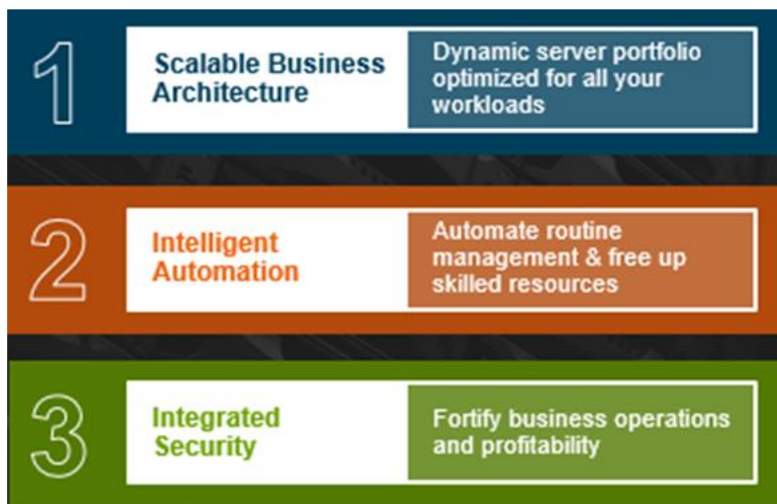 1
Scalable Business
Architecture
Dynamic server portfolio
optimized for all your
workloads
2
Intelligent
Automation
Automate routine
management & free up
skilled resources
3
Integrated
Security
Fortify business operations
and profitability